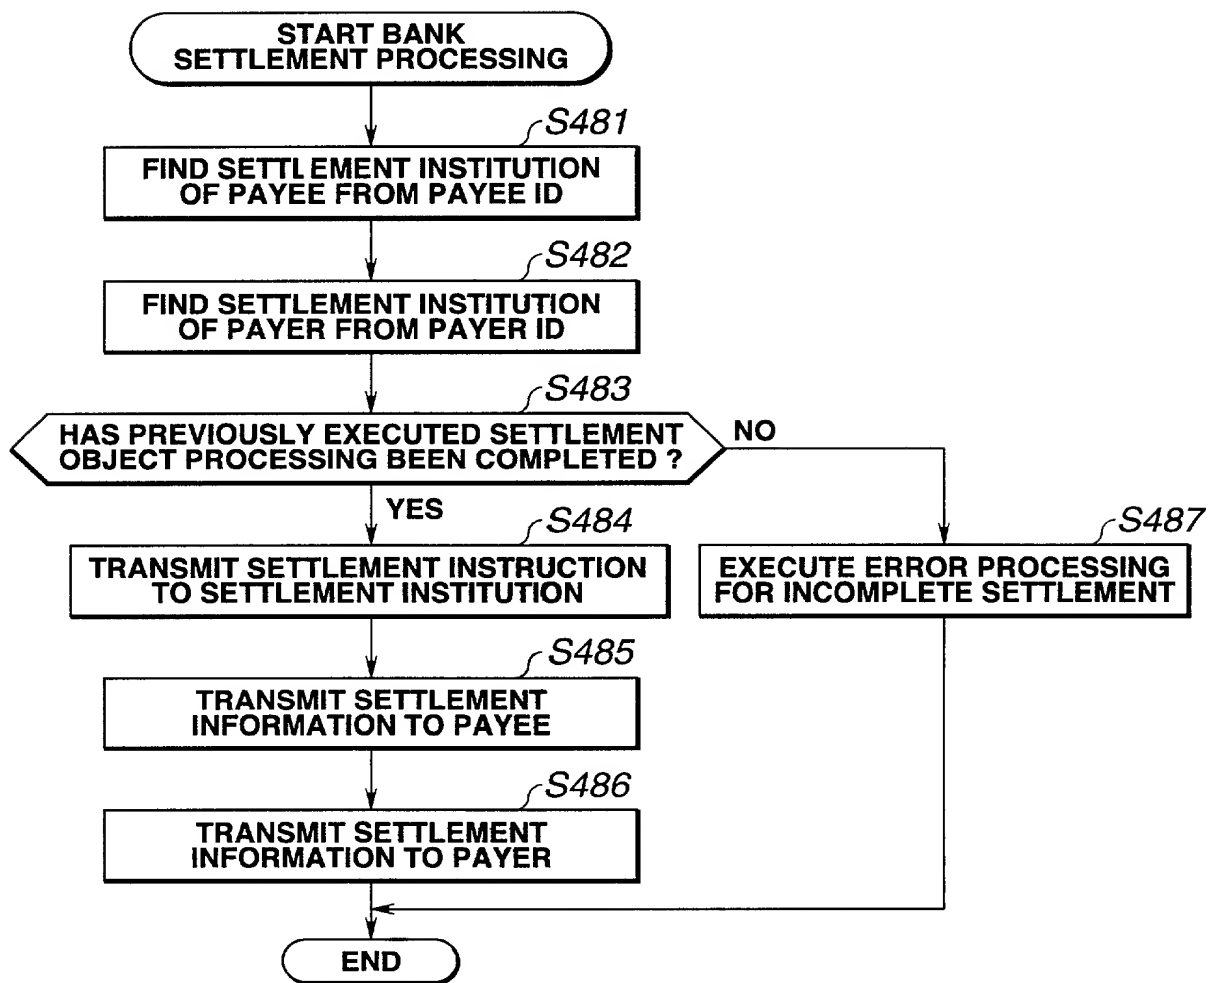 START BANK
SETTLEMENT PROCESSING
S481
FIND SETTLEMENT INSTITUTION
OF PAYEE FROM PAYEE ID
S482
FIND SETTLEMENT INSTITUTION
OF PAYER FROM PAYER ID
S483
HAS PREVIOUSLY EXECUTED SETTLEMENT
OBJECT PROCESSING BEEN COMPLETED ?
NO
YES
S484
TRANSMIT SETTLEMENT INSTRUCTION
TO SETTLEMENT INSTITUTION
S487
EXECUTE ERROR PROCESSING
FOR INCOMPLETE SETTLEMENT
S485
TRANSMIT SETTLEMENT
INFORMATION TO PAYEE
S486
TRANSMIT SETTLEMENT
INFORMATION TO PAYER
END